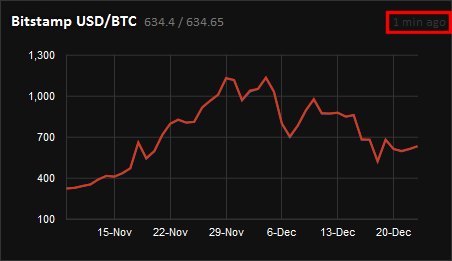 Bitstamp USD/BTC 634.4 / 634.65 1 min ago
1,300
1,000
700
400
100
15-Nov 22-Nov 29-Nov 6-Dec 13-Dec 20-Dec